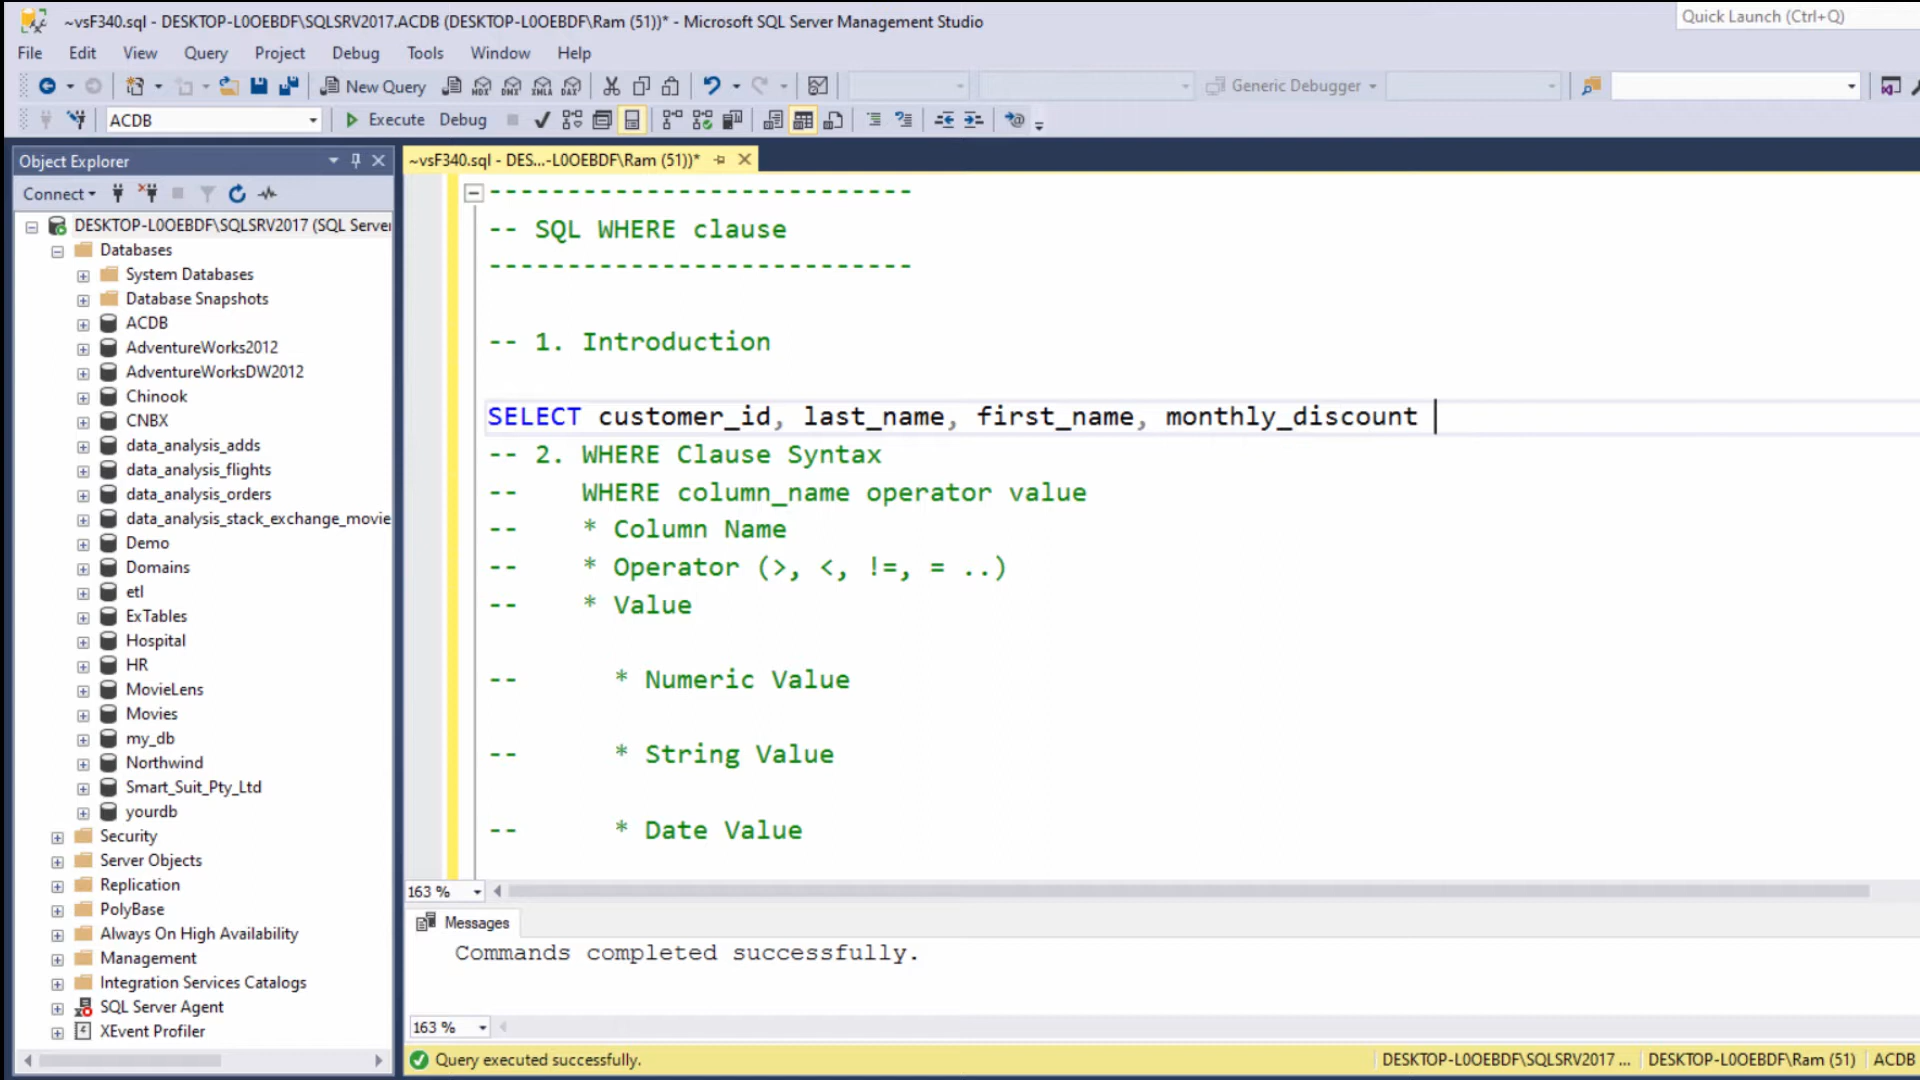 ~vsF340.sql - DESKTOP-L0OEBDF\SQLSRV2017.ACDB (DESKTOP-L0OEBDF\Ram (51))* - Microsoft SQL Server Management Studio
Quick Launch (Ctrl+Q)
File Edit View Query Project Debug Tools Window Help
New Query Generic Debugger
ACDB Execute Debug
Object Explorer
~vsF340.sql - DES...-L0OEBDF\Ram (51))*
Connect
DESKTOP-L0OEBDF\SQLSRV2017 (SQL Server
Databases
System Databases
Database Snapshots
ACDB
AdventureWorks2012
AdventureWorksDW2012
Chinook
CNBX
data_analysis_adds
data_analysis_flights
data_analysis_orders
data_analysis_stack_exchange_movie
Demo
Domains
etl
ExTables
Hospital
HR
MovieLens
Movies
my_db
Northwind
Smart_Suit_Pty_Ltd
yourdb
Security
Server Objects
Replication
PolyBase
Always On High Availability
Management
Integration Services Catalogs
SQL Server Agent
XEvent Profiler
---------------------------
-- SQL WHERE clause
---------------------------
-- 1. Introduction
SELECT customer_id, last_name, first_name, monthly_discount
-- 2. WHERE Clause Syntax
-- WHERE column_name operator value
-- * Column Name
-- * Operator (>, <, !=, = ..)
-- * Value
-- * Numeric Value
-- * String Value
-- * Date Value
163 %
Messages
Commands completed successfully.
163 %
Query executed successfully. DESKTOP-L0OEBDF\SQLSRV2017 ... DESKTOP-L0OEBDF\Ram (51) ACDB